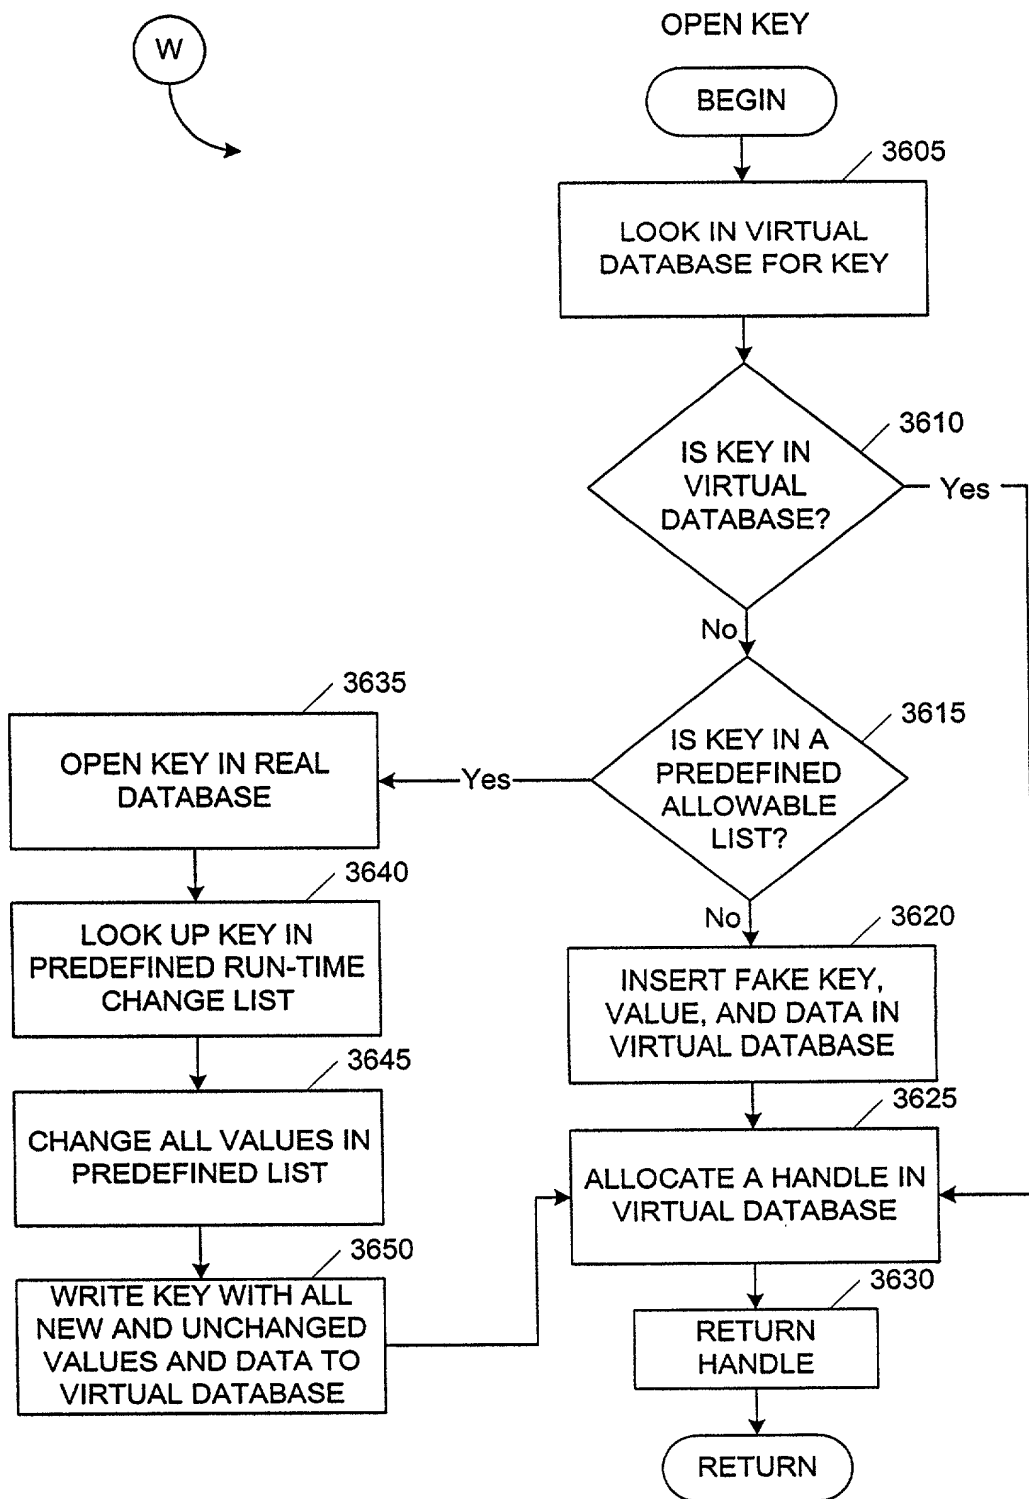 W
OPEN KEY
BEGIN
3605
LOOK IN VIRTUAL
DATABASE FOR KEY
3610
IS KEY IN
VIRTUAL
DATABASE?
Yes
No
3615
IS KEY IN A
PREDEFINED
ALLOWABLE
LIST?
Yes
No
3635
OPEN KEY IN REAL
DATABASE
3640
LOOK UP KEY IN
PREDEFINED RUN-TIME
CHANGE LIST
3645
CHANGE ALL VALUES IN
PREDEFINED LIST
3650
WRITE KEY WITH ALL
NEW AND UNCHANGED
VALUES AND DATA TO
VIRTUAL DATABASE
3620
INSERT FAKE KEY,
VALUE, AND DATA IN
VIRTUAL DATABASE
3625
ALLOCATE A HANDLE IN
VIRTUAL DATABASE
3630
RETURN
HANDLE
RETURN